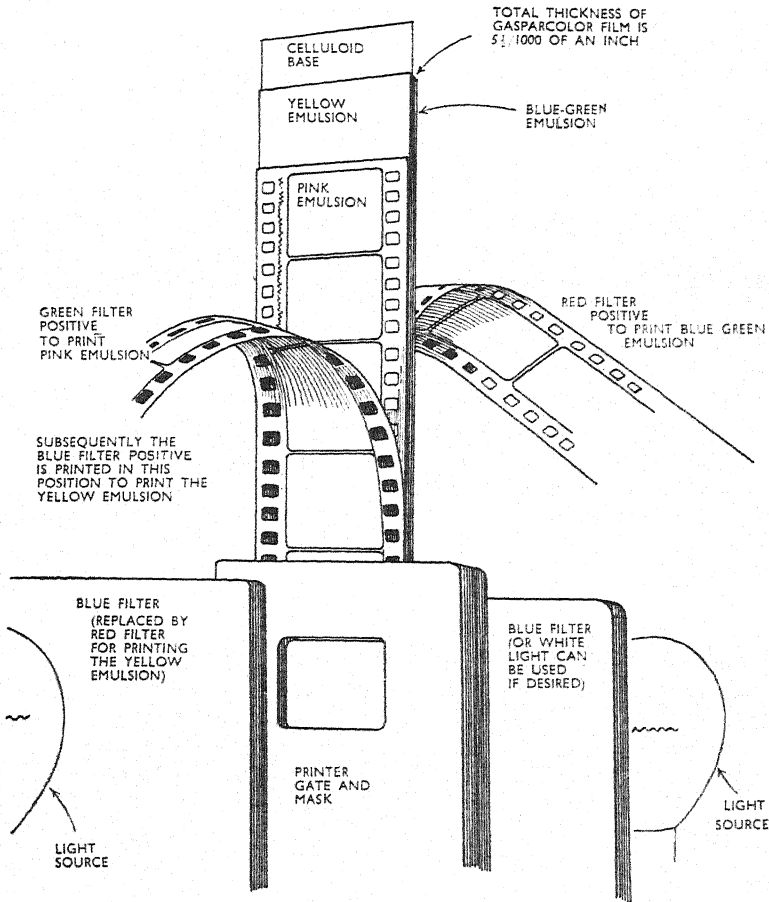 TOTAL THICKNESS OF
GASPARCOLOR FILM IS
5½/1000 OF AN INCH
CELLULOID
BASE
YELLOW
EMULSION
BLUE-GREEN
EMULSION
PINK
EMULSION
GREEN FILTER
POSITIVE
TO PRINT
PINK EMULSION
RED FILTER
POSITIVE
TO PRINT BLUE GREEN
EMULSION
SUBSEQUENTLY THE
BLUE FILTER POSITIVE
IS PRINTED IN THIS
POSITION TO PRINT THE
YELLOW EMULSION
BLUE FILTER
(REPLACED BY
RED FILTER
FOR PRINTING
THE YELLOW
EMULSION)
BLUE FILTER
(OR WHITE
LIGHT CAN
BE USED
IF DESIRED)
PRINTER
GATE AND
MASK
LIGHT
SOURCE
LIGHT
SOURCE